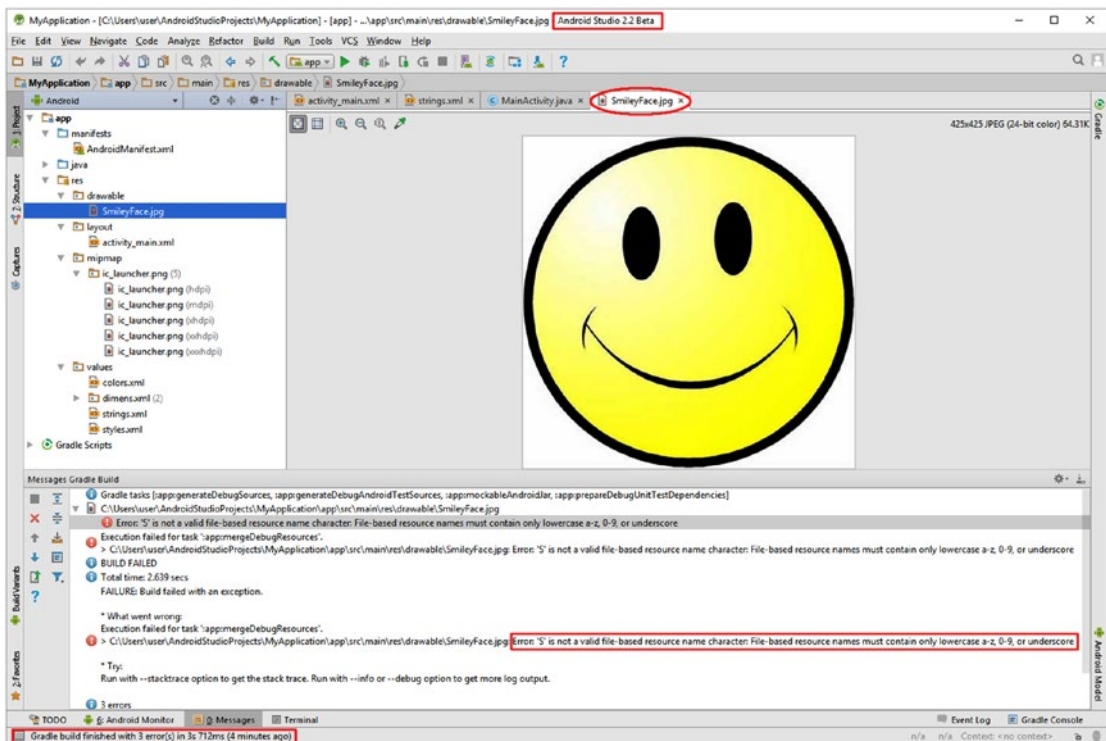 MyApplication - [C:\Users\user\AndroidStudioProjects\MyApplication] - [app] - ...\app\src\main\res\drawable\SmileyFace.jpg - Android Studio 2.2 Beta
File Edit View Navigate Code Analyze Refactor Build Run Tools VCS Window Help
app
MyApplication app src main res drawable SmileyFace.jpg
Android
activity_main.xml strings.xml MainActivity.java SmileyFace.jpg
1: Project
2: Structure
Captures
Build Variants
2: Favorites
app
manifests
AndroidManifest.xml
java
res
drawable
SmileyFace.jpg
layout
activity_main.xml
mipmap
ic_launcher.png (5)
ic_launcher.png (hdpi)
ic_launcher.png (mdpi)
ic_launcher.png (xhdpi)
ic_launcher.png (xxhdpi)
ic_launcher.png (xxxhdpi)
values
colors.xml
dimens.xml (2)
strings.xml
styles.xml
Gradle Scripts
425x425 JPEG (24-bit color) 64.31K
Gradle
Android Model
Messages Gradle Build
Gradle tasks [:app:generateDebugSources, :app:generateDebugAndroidTestSources, :app:mockableAndroidJar, :app:prepareDebugUnitTestDependencies]
C:\Users\user\AndroidStudioProjects\MyApplication\app\src\main\res\drawable\SmileyFace.jpg
Error: 'S' is not a valid file-based resource name character: File-based resource names must contain only lowercase a-z, 0-9, or underscore
Execution failed for task ':app:mergeDebugResources'.
> C:\Users\user\AndroidStudioProjects\MyApplication\app\src\main\res\drawable\SmileyFace.jpg: Error: 'S' is not a valid file-based resource name character: File-based resource names must contain only lowercase a-z, 0-9, or underscore
BUILD FAILED
Total time: 2.639 secs
FAILURE: Build failed with an exception.
* What went wrong:
Execution failed for task ':app:mergeDebugResources'.
> C:\Users\user\AndroidStudioProjects\MyApplication\app\src\main\res\drawable\SmileyFace.jpg: Error: 'S' is not a valid file-based resource name character: File-based resource names must contain only lowercase a-z, 0-9, or underscore
* Try:
Run with --stacktrace option to get the stack trace. Run with --info or --debug option to get more log output.
3 errors
TODO 6: Android Monitor 0: Messages Terminal Event Log Gradle Console
Gradle build finished with 3 error(s) in 3s 712ms (4 minutes ago) n/a n/a Context: <no context>